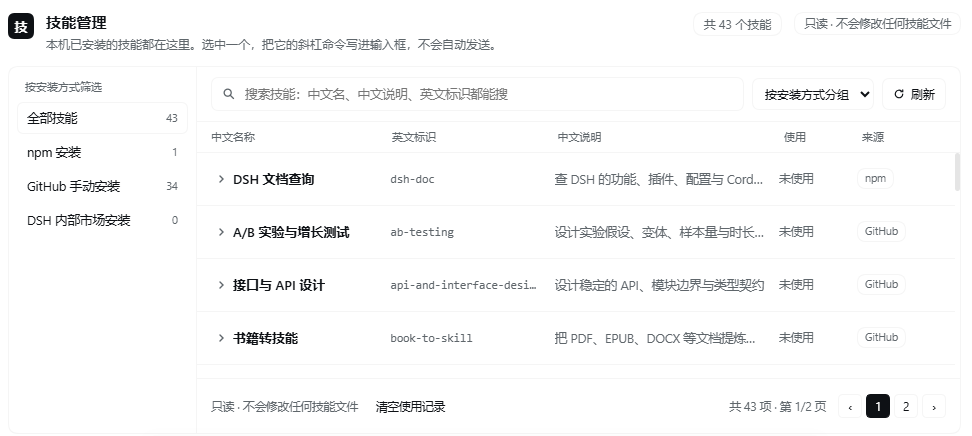 技
技能管理
共 43 个技能
只读 · 不会修改任何技能文件
本机已安装的技能都在这里。选中一个，把它的斜杠命令写进输入框，不会自动发送。
按安装方式筛选
全部技能 43
npm 安装 1
GitHub 手动安装 34
DSH 内部市场安装 0
搜索技能：中文名、中文说明、英文标识都能搜
按安装方式分组
刷新
中文名称 英文标识 中文说明 使用 来源
DSH 文档查询 dsh-doc 查 DSH 的功能、插件、配置与 Cord... 未使用 npm
A/B 实验与增长测试 ab-testing 设计实验假设、变体、样本量与时长... 未使用 GitHub
接口与 API 设计 api-and-interface-desi... 设计稳定的 API、模块边界与类型契约 未使用 GitHub
书籍转技能 book-to-skill 把 PDF、EPUB、DOCX 等文档提炼... 未使用 GitHub
只读 · 不会修改任何技能文件 清空使用记录 共 43 项 · 第 1/2 页 ‹ 1 2 ›